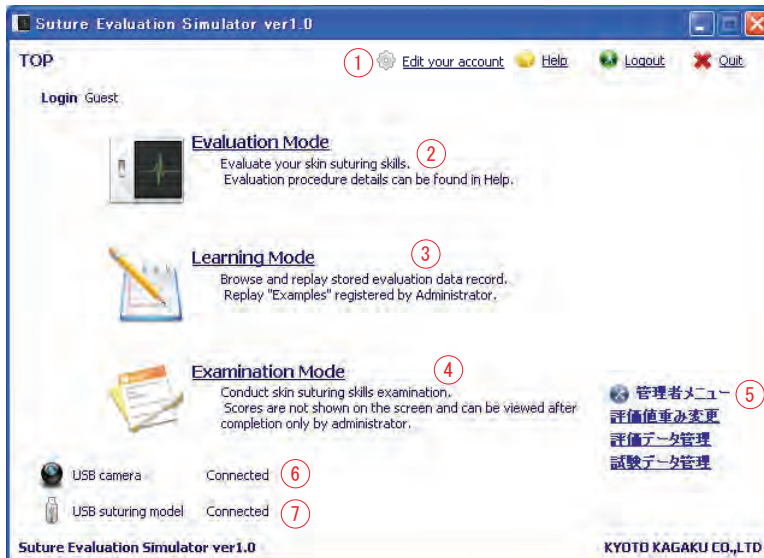 Suture Evaluation Simulator ver1.0
TOP
① Edit your account Help Logout Quit
Login Guest
Evaluation Mode
②
Evaluate your skin suturing skills.
Evaluation procedure details can be found in Help.
Learning Mode
③
Browse and replay stored evaluation data record.
Replay "Examples" registered by Administrator.
Examination Mode
④
Conduct skin suturing skills examination.
Scores are not shown on the screen and can be viewed after
completion only by administrator.
管理者メニュー ⑤
評価値重み変更
評価データ管理
試験データ管理
USB camera Connected ⑥
USB suturing model Connected ⑦
Suture Evaluation Simulator ver1.0 KYOTO KAGAKU CO.,LTD